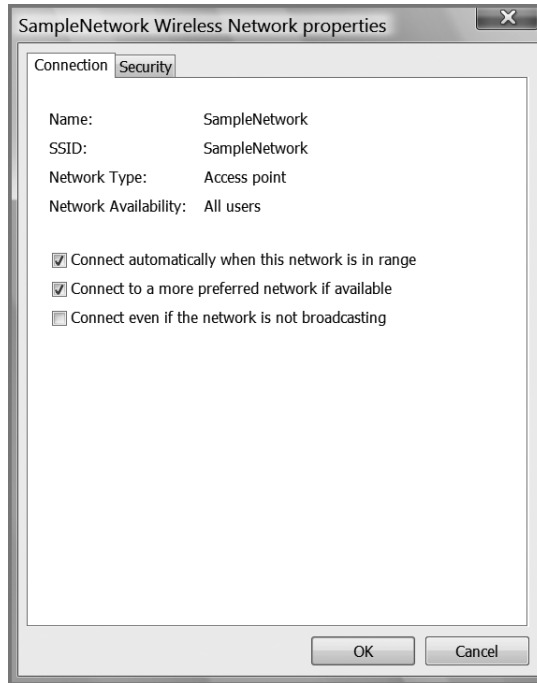 SampleNetwork Wireless Network properties
Connection Security
Name: SampleNetwork
SSID: SampleNetwork
Network Type: Access point
Network Availability: All users
Connect automatically when this network is in range
Connect to a more preferred network if available
Connect even if the network is not broadcasting
OK Cancel